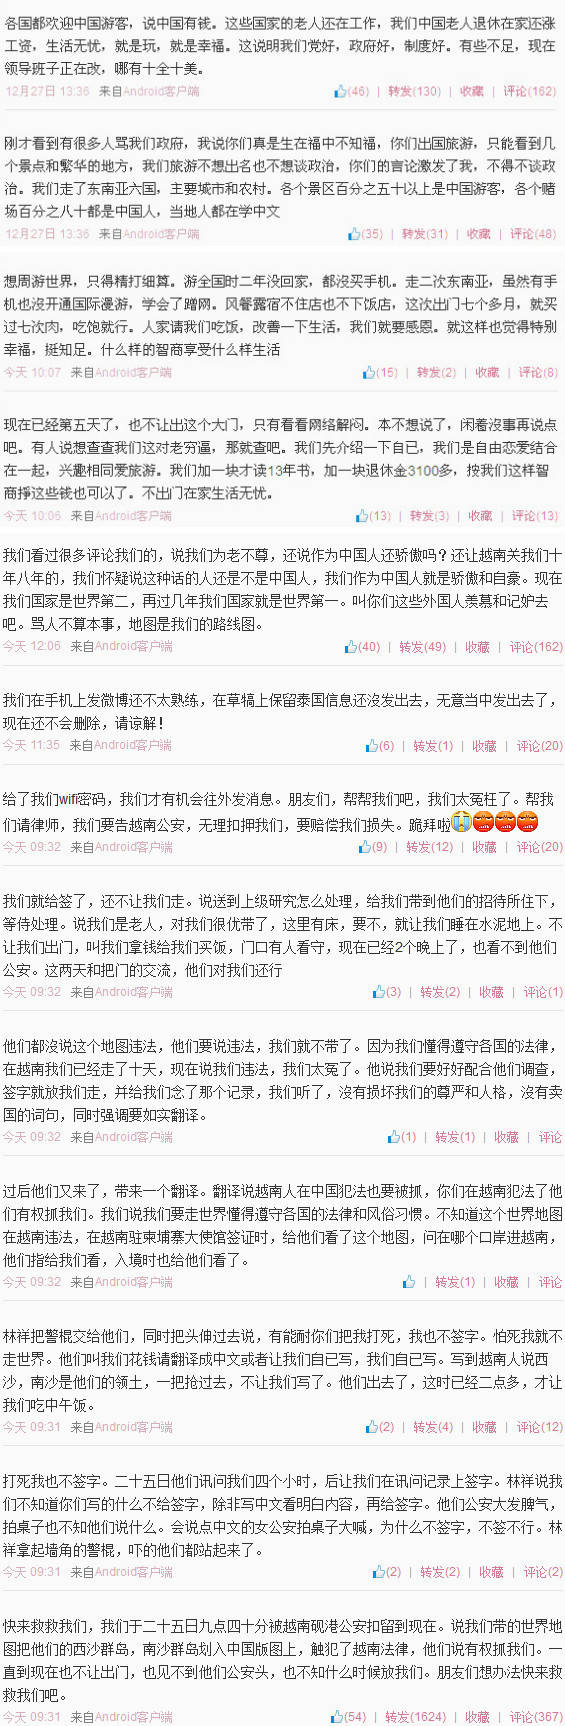 各国都欢迎中国游客，说中国有钱。这些国家的老人还在工作，我们中国老人退休在家还涨
工资，生活无忧，就是玩，就是幸福。这说明我们党好，政府好，制度好。有些不足，现在
领导班子正在改，哪有十全十美。
12月27日 13:36 来自Android客户端 (46) | 转发(130) | 收藏 | 评论(162)
刚才看到有很多人骂我们政府，我说你们真是生在福中不知福，你们出国旅游，只能看到几
个景点和繁华的地方，我们旅游不想出名也不想谈政治，你们的言论激发了我，不得不谈政
治。我们走了东南亚六国，主要城市和农村。各个景区百分之五十以上是中国游客，各个赌
场百分之八十都是中国人，当地人都在学中文
12月27日 13:36 来自Android客户端 (35) | 转发(31) | 收藏 | 评论(48)
想周游世界，只得精打细算。游全国时二年没回家，都沒买手机。走二次东南亚，虽然有手
机也沒开通国际漫游，学会了蹭网。风餐露宿不住店也不下饭店，这次出门七个多月，就买
过七次肉，吃饱就行。人家请我们吃饭，改善一下生活，我们就要感恩。就这样也觉得特别
幸福，挺知足。什么样的智商享受什么样生活
今天 10:07 来自Android客户端 (15) | 转发(2) | 收藏 | 评论(8)
现在已经第五天了，也不让出这个大门，只有看看网络解闷。本不想说了，闲着沒事再说点
吧。有人说想查查我们这对老穷逼，那就查吧。我们先介绍一下自已，我们是自由恋爱结合
在一起，兴趣相同爱旅游。我们加一块才读13年书，加一块退休金3100多，按我们这样智
商挣这些钱也可以了。不出门在家生活无忧。
今天 10:06 来自Android客户端 (13) | 转发(3) | 收藏 | 评论(13)
我们看过很多评论我们的，说我们为老不尊，还说作为中国人还骄傲吗？还让越南关我们十
年八年的，我们怀疑说这种话的人还是不是中国人，我们作为中国人就是骄傲和自豪。现在
我们国家是世界第二，再过几年我们国家就是世界第一。叫你们这些外国人羡慕和记妒去
吧。骂人不算本事，地图是我们的路线图。
今天 12:06 来自Android客户端 (40) | 转发(49) | 收藏 | 评论(162)
我们在手机上发微博还不太熟练，在草犒上保留泰国信息还沒发出去，无意当中发出去了，
现在还不会删除，请谅解！
今天 11:35 来自Android客户端 (6) | 转发(1) | 收藏 | 评论(20)
给了我们wifi密码，我们才有机会往外发消息。朋友们，帮帮我们吧，我们太冤枉了。帮我
们请律师，我们要告越南公安，无理扣押我们，要赔偿我们损失。跪拜啦
今天 09:32 来自Android客户端 (9) | 转发(12) | 收藏 | 评论(20)
我们就给签了，还不让我们走。说送到上级研究怎么处理，给我们带到他们的招待所住下，
等侍处理。说我们是老人，对我们很优带了，这里有床，要不，就让我们睡在水泥地上。不
让我们出门，叫我们拿钱给我们买饭，门口有人看守，现在已经2个晚上了，也看不到他们
公安。这两天和把门的交流，他们对我们还行
今天 09:32 来自Android客户端 (3) | 转发(2) | 收藏 | 评论(1)
他们都沒说这个地图违法，他们要说违法，我们就不带了。因为我们懂得遵守各国的法律，
在越南我们已经走了十天，现在说我们违法，我们太冤了。他说我们要好好配合他们调查，
签字就放我们走，并给我们念了那个记录，我们听了，沒有损坏我们的尊严和人格，沒有卖
国的词句，同时强调要如实翻译。
今天 09:32 来自Android客户端 (1) | 转发(1) | 收藏 | 评论
过后他们又来了，带来一个翻译。翻译说越南人在中国犯法也要被抓，你们在越南犯法了他
们有权抓我们。我们说我们要走世界懂得遵守各国的法律和风俗习惯。不知道这个世界地图
在越南违法，在越南驻柬埔寨大使馆签证时，给他们看了这个地图，问在哪个口岸进越南，
他们指给我们看，入境时也给他们看了。
今天 09:32 来自Android客户端 | 转发(1) | 收藏 | 评论
林祥把警棍交给他们，同时把头伸过去说，有能耐你们把我打死，我也不签字。怕死我就不
走世界。他们叫我们花钱请翻译成中文或者让我们自已写，我们自已写。写到越南人说西
沙，南沙是他们的领土，一把抢过去，不让我们写了。他们出去了，这时已经二点多，才让
我们吃中午饭。
今天 09:31 来自Android客户端 (2) | 转发(4) | 收藏 | 评论(12)
打死我也不签字。二十五日他们讯问我们四个小时，后让我们在讯问记录上签字。林祥说我
们不知道你们写的什么不给签字，除非写中文看明白内容，再给签字。他们公安大发脾气，
拍桌子也不知他们说什么。会说点中文的女公安拍桌子大喊，为什么不签字，不签不行。林
祥拿起墙角的警棍，吓的他们都站起来了。
今天 09:31 来自Android客户端 (2) | 转发(2) | 收藏 | 评论(2)
快来救救我们，我们于二十五日九点四十分被越南砚港公安扣留到现在。说我们带的世界地
图把他们的西沙群岛，南沙群岛划入中国版图上，触犯了越南法律，他们说有权抓我们。一
直到现在也不让出门，也见不到他们公安头，也不知什么时候放我们。朋友们想办法快来救
救我们吧。
今天 09:31 来自Android客户端 (54) | 转发(1624) | 收藏 | 评论(367)